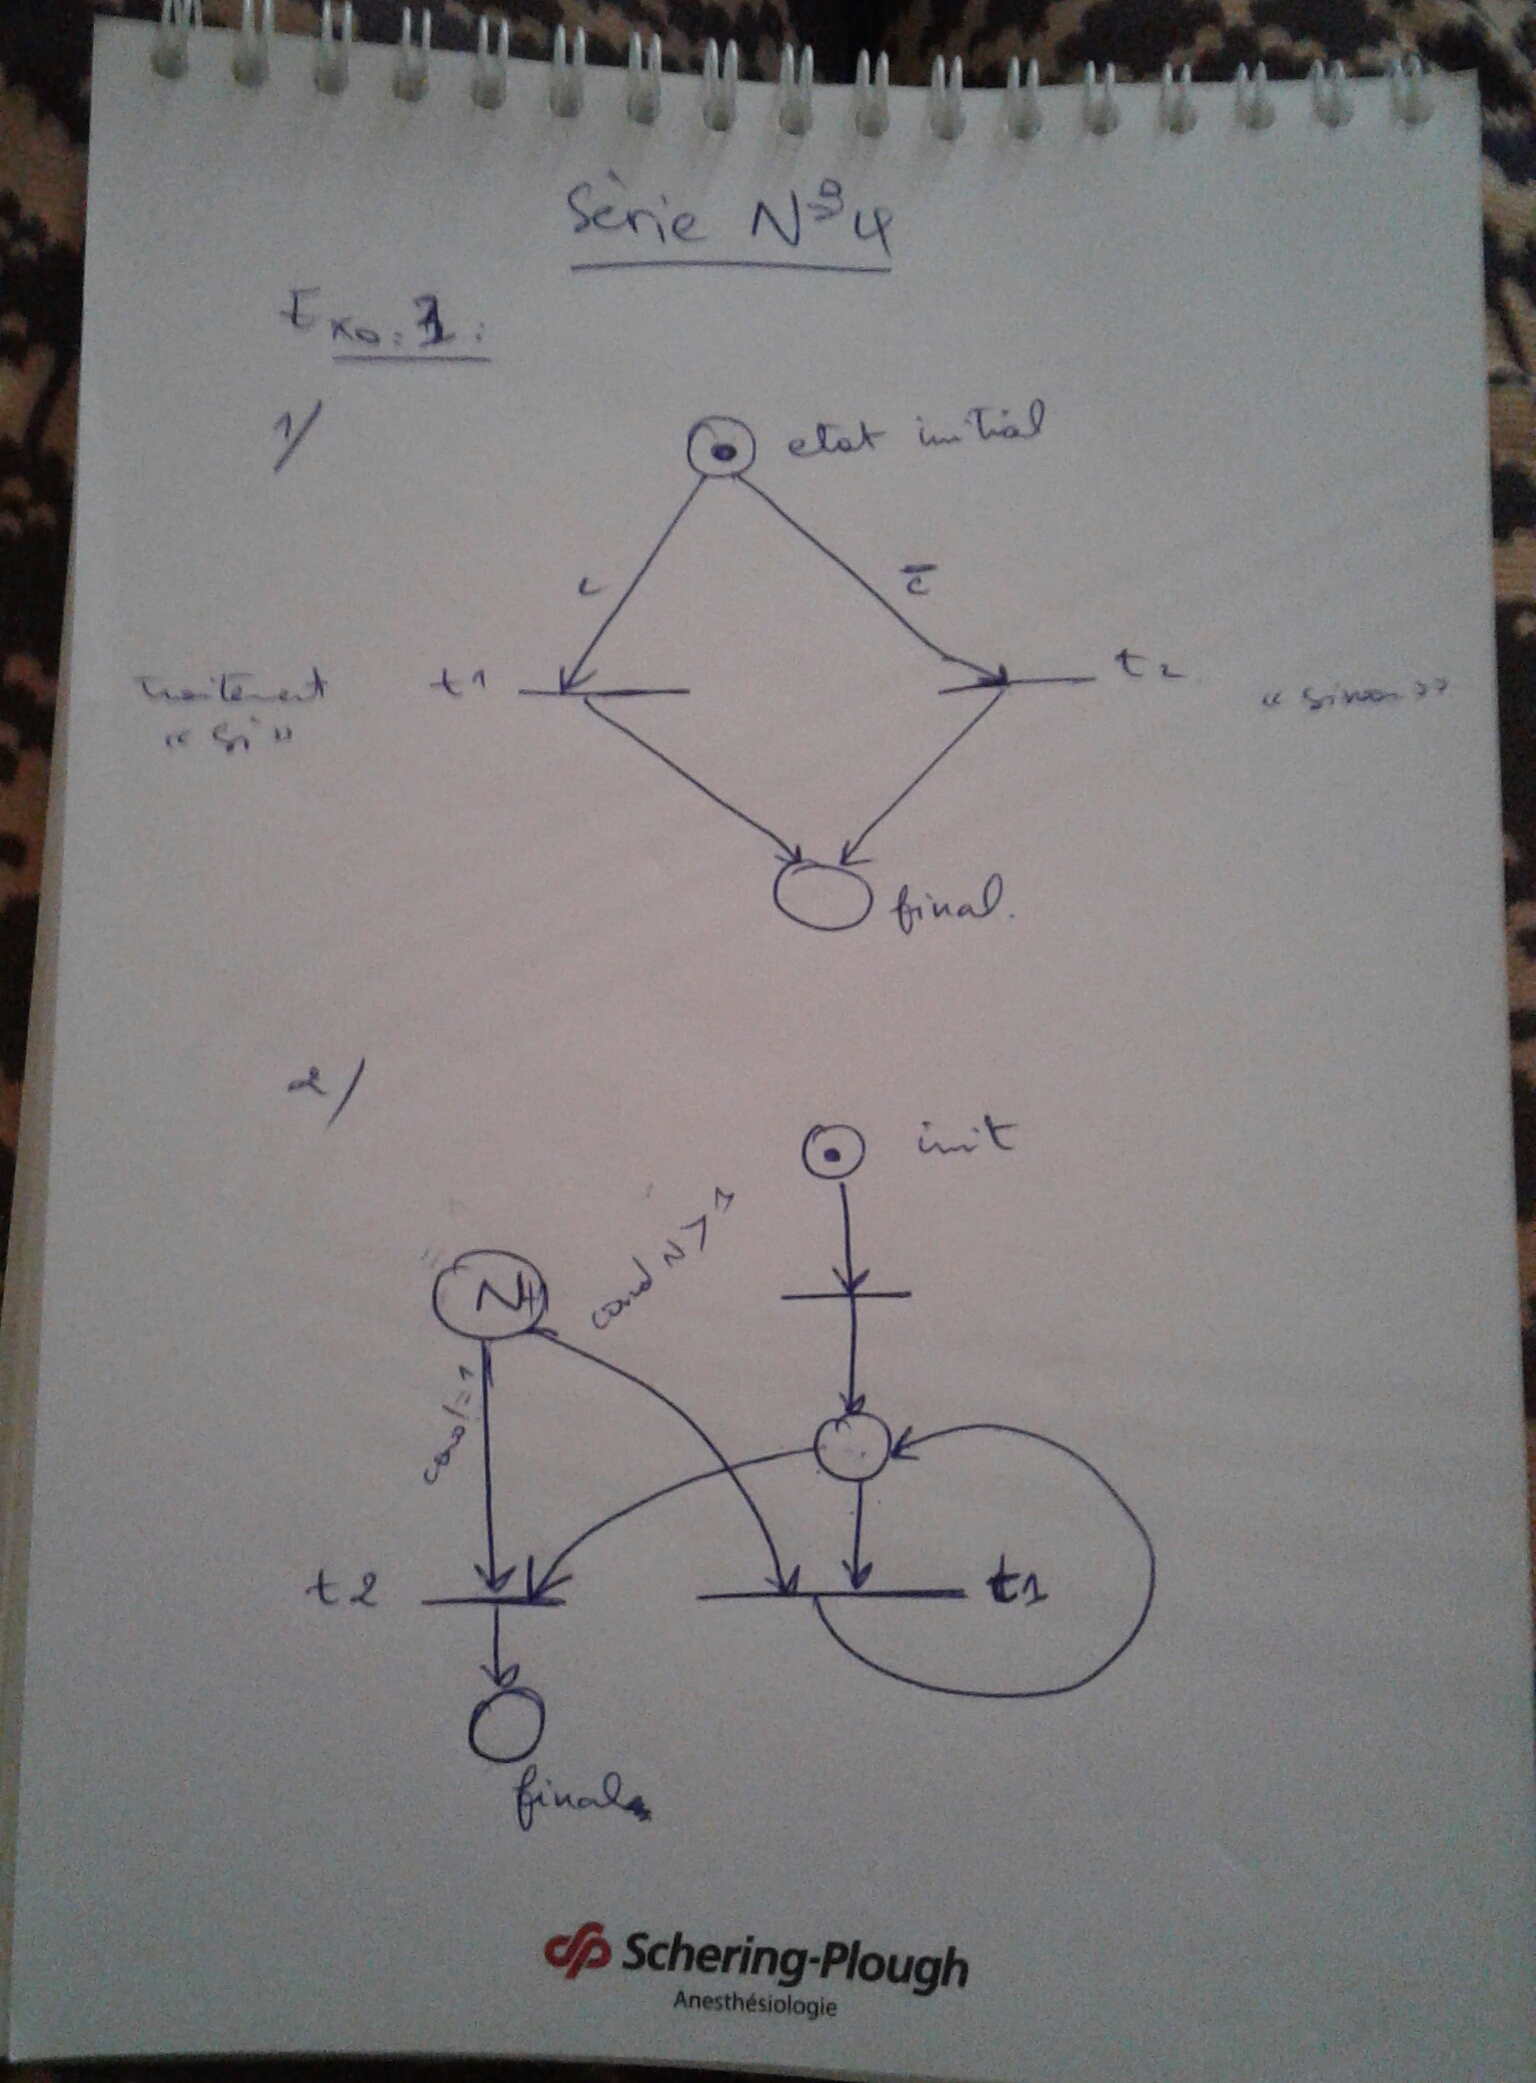 Série N° 4
Exo: 1:
1/
etat initial
c
c̅
traitement
« si »
t1
t2
« sinon »
final.
2/
init
N
cond N > 1
cond = 1
t2
t1
final
Schering-Plough
Anesthésiologie